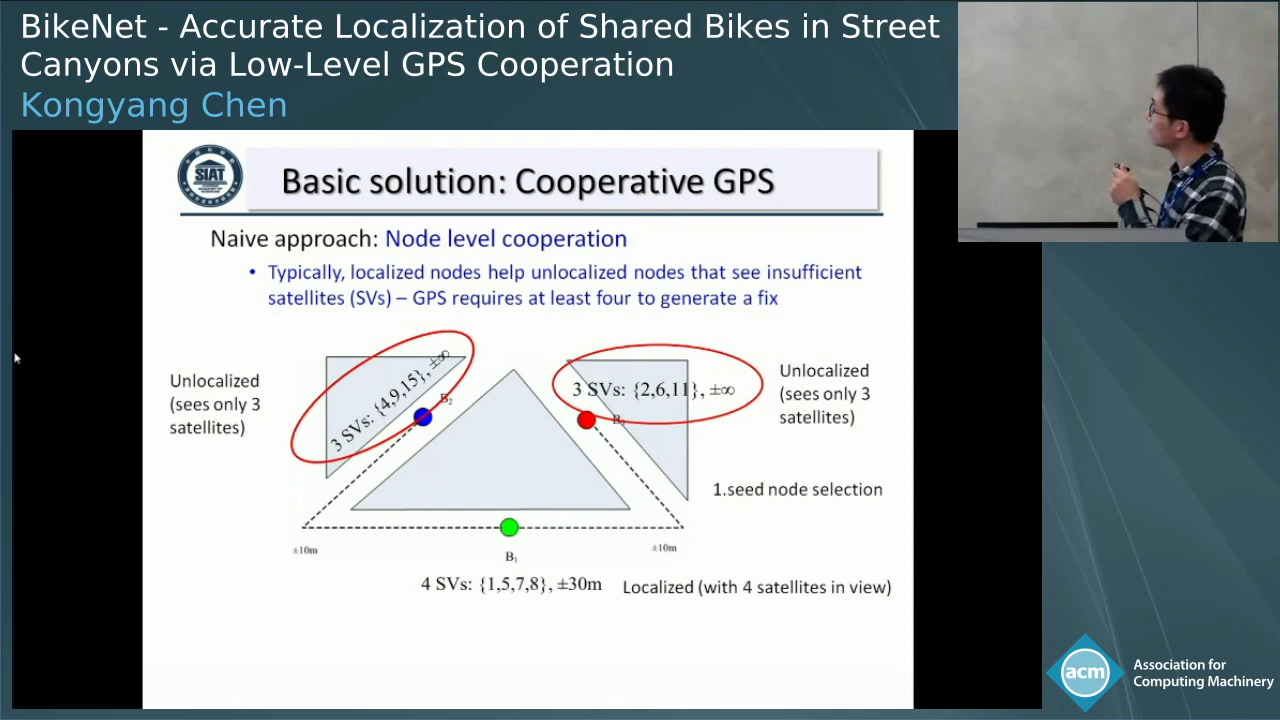 BikeNet - Accurate Localization of Shared Bikes in Street
Canyons via Low-Level GPS Cooperation
Kongyang Chen
SIAT
Basic solution: Cooperative GPS
Naive approach: Node level cooperation
• Typically, localized nodes help unlocalized nodes that see insufficient
satellites (SVs) – GPS requires at least four to generate a fix
Unlocalized
(sees only 3
satellites)
3 SVs: {4,9,15}, ±∞
B₂
3 SVs: {2,6,11}, ±∞
B₃
Unlocalized
(sees only 3
satellites)
1.seed node selection
±10m
±10m
B₁
4 SVs: {1,5,7,8}, ±30m
Localized (with 4 satellites in view)
acm
Association for
Computing Machinery